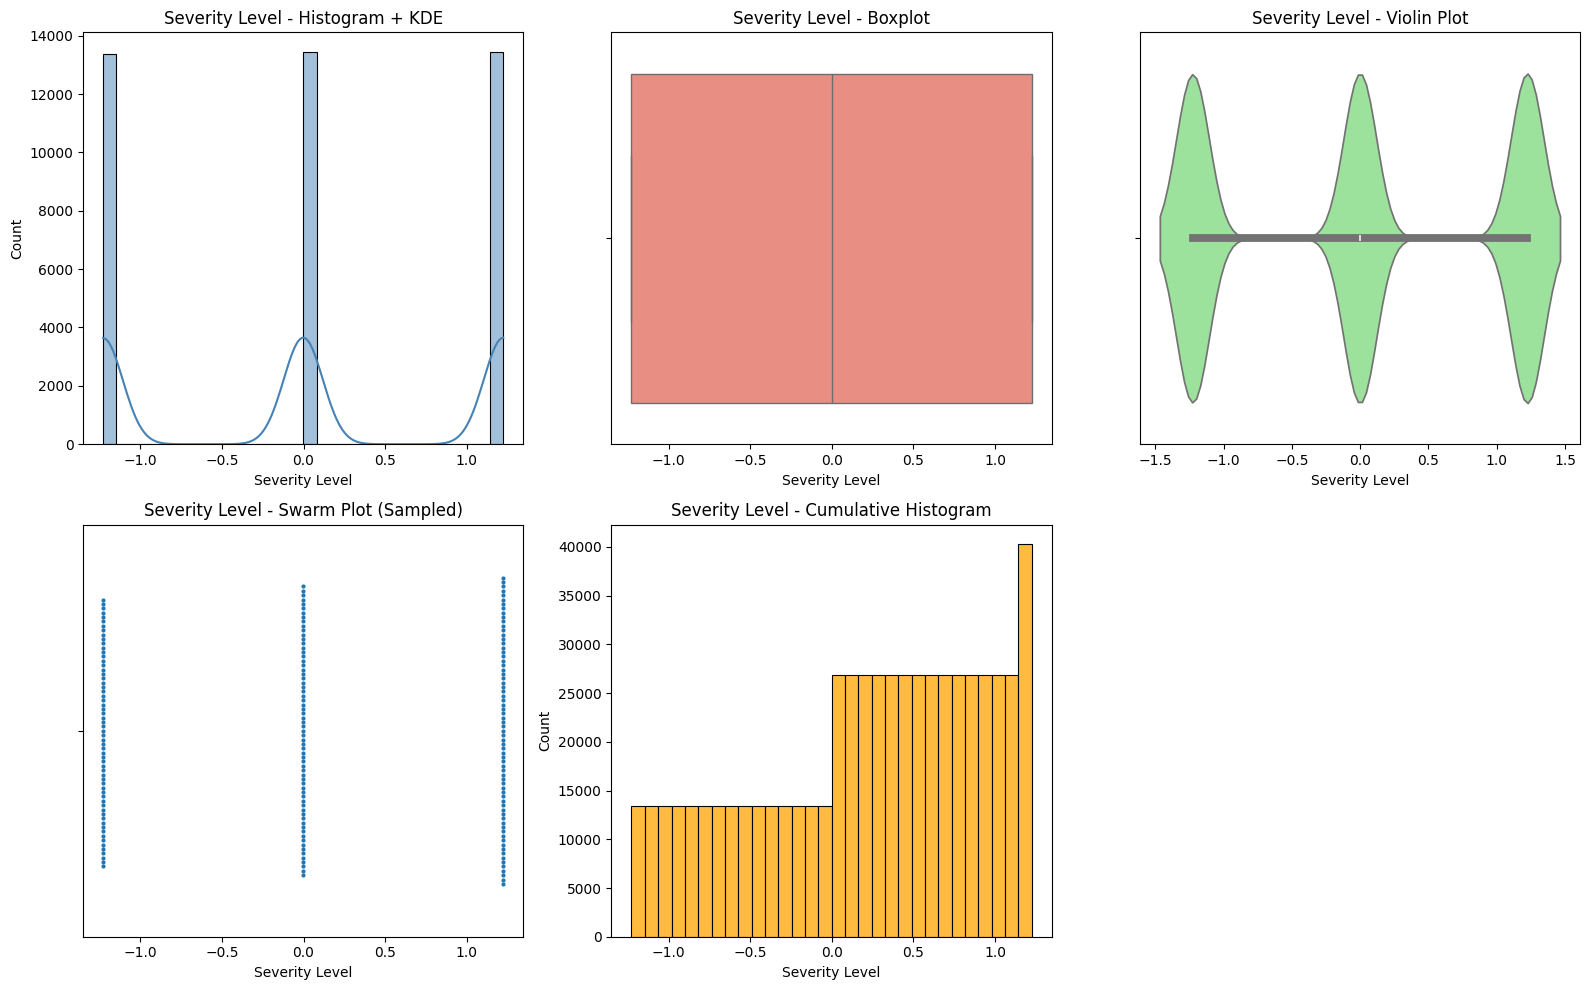 Severity Level - Histogram + KDE
14000
12000
10000
8000
6000
4000
2000
0
Count
−1.0 −0.5 0.0 0.5 1.0
Severity Level
Severity Level - Boxplot
−1.0 −0.5 0.0 0.5 1.0
Severity Level
Severity Level - Violin Plot
−1.5 −1.0 −0.5 0.0 0.5 1.0 1.5
Severity Level
Severity Level - Swarm Plot (Sampled)
−1.0 −0.5 0.0 0.5 1.0
Severity Level
Severity Level - Cumulative Histogram
40000
35000
30000
25000
20000
15000
10000
5000
0
Count
−1.0 −0.5 0.0 0.5 1.0
Severity Level